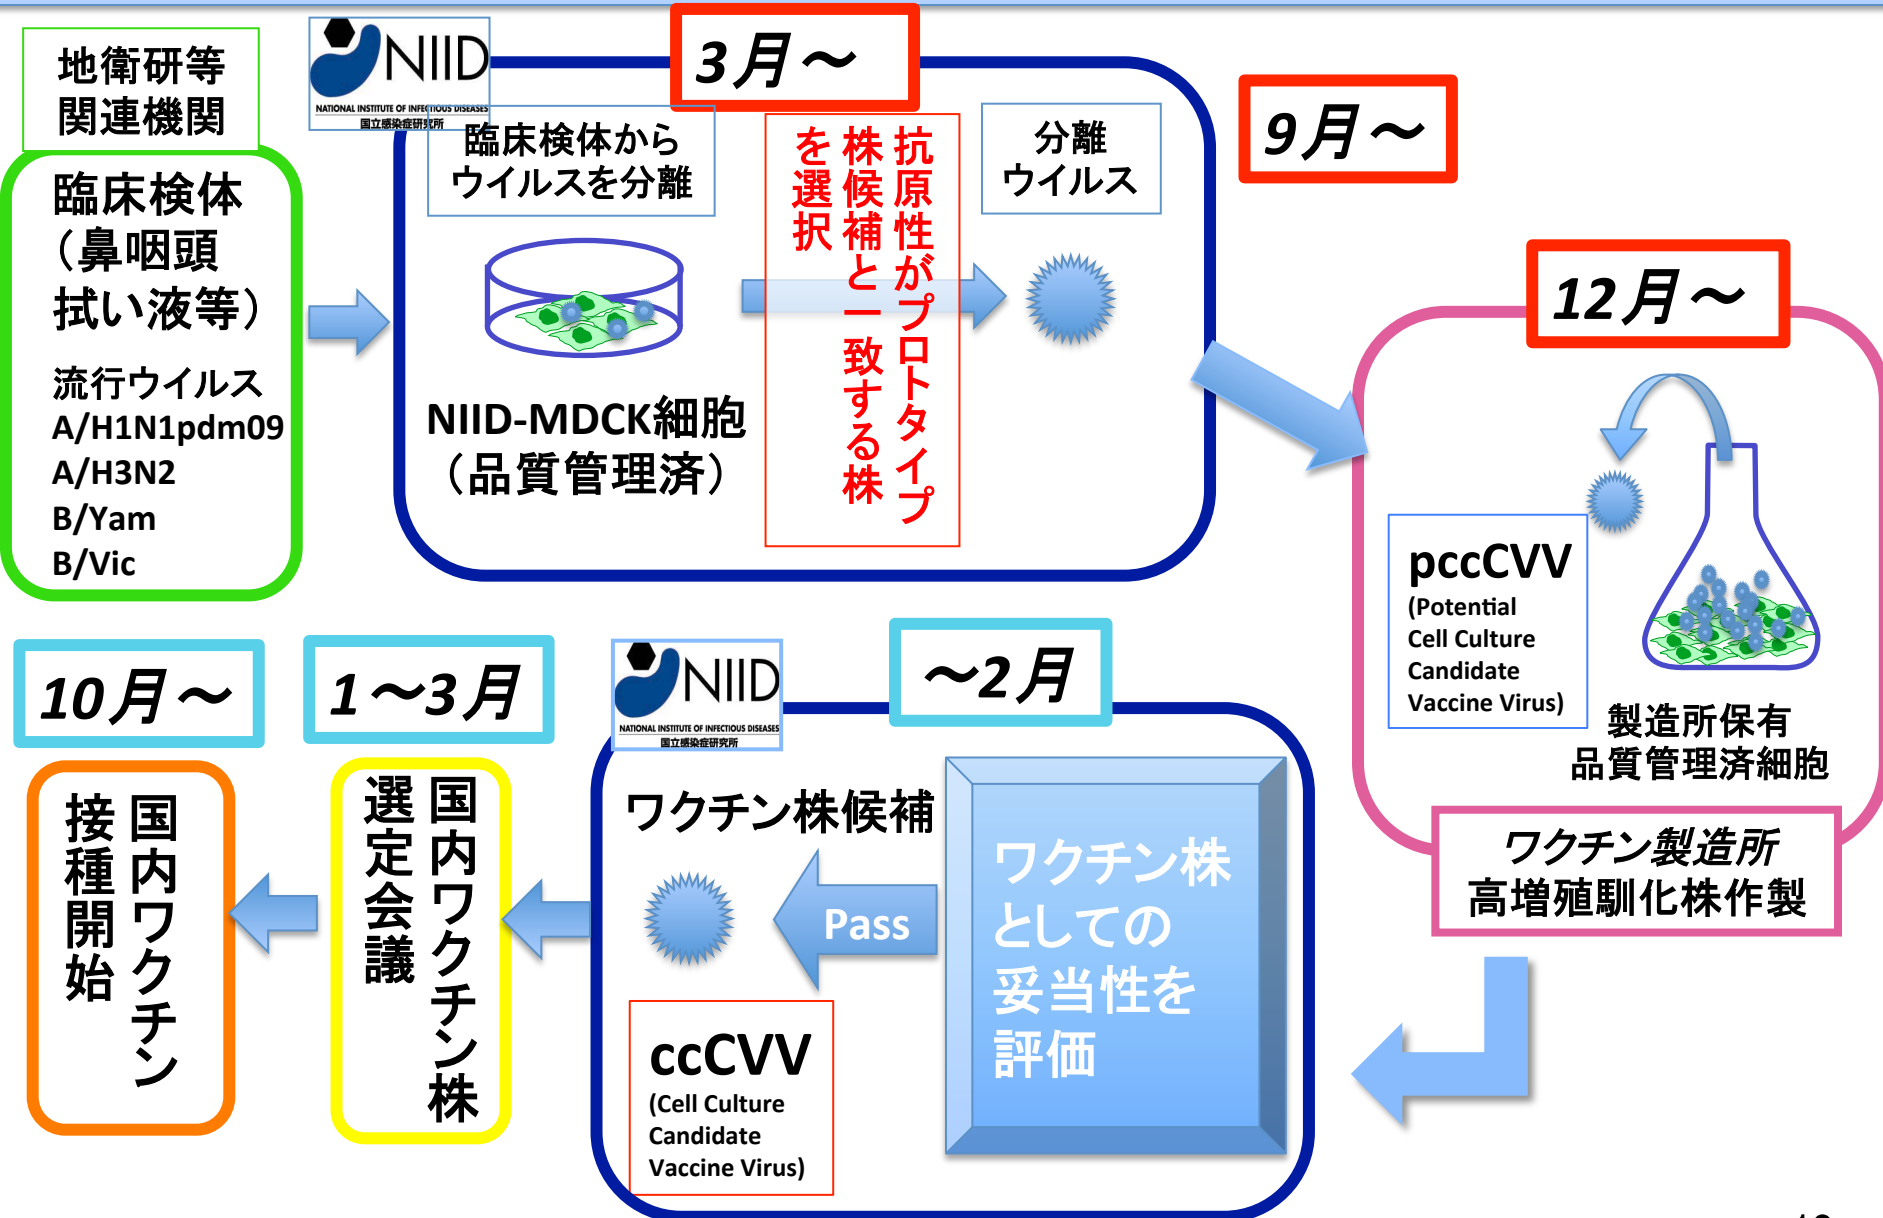 地衛研等
関連機関
臨床検体
（鼻咽頭
拭い液等）
流行ウイルス
A/H1N1pdm09
A/H3N2
B/Yam
B/Vic
NIID
NATIONAL INSTITUTE OF INFECTIOUS DISEASES
国立感染症研究所
3月～
臨床検体から
ウイルスを分離
NIID-MDCK細胞
（品質管理済）
抗原性がプロトタイプ
株候補と一致する株
を選択
分離
ウイルス
9月～
12月～
pccCVV
(Potential
Cell Culture
Candidate
Vaccine Virus)
製造所保有
品質管理済細胞
ワクチン製造所
高増殖馴化株作製
～2月
NIID
NATIONAL INSTITUTE OF INFECTIOUS DISEASES
国立感染症研究所
ワクチン株
としての
妥当性を
評価
Pass
ワクチン株候補
ccCVV
(Cell Culture
Candidate
Vaccine Virus)
1～3月
国内ワクチン株
選定会議
10月～
国内ワクチン
接種開始